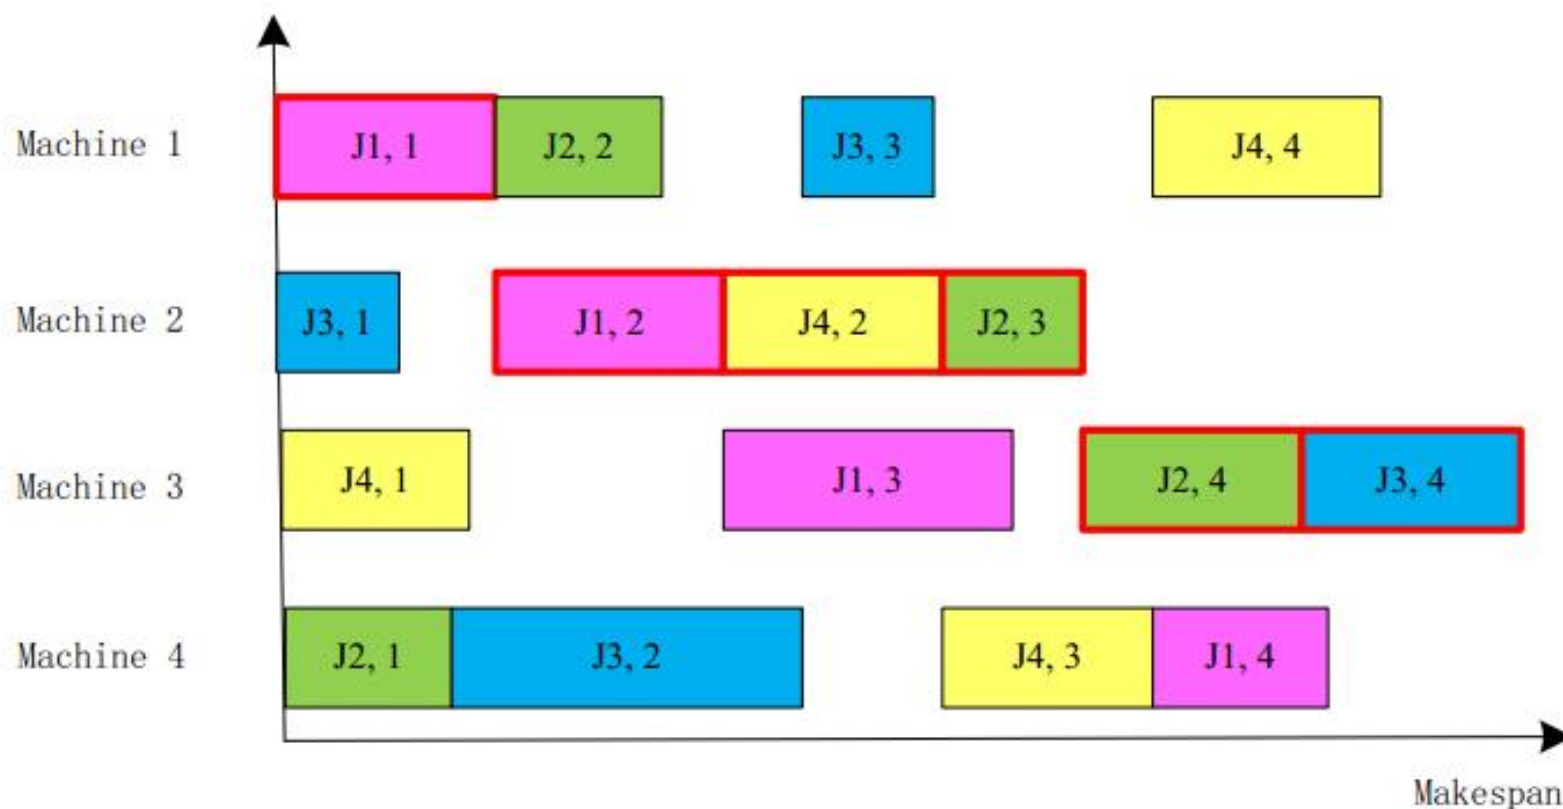 Machine 1 J1, 1 J2, 2 J3, 3 J4, 4
Machine 2 J3, 1 J1, 2 J4, 2 J2, 3
Machine 3 J4, 1 J1, 3 J2, 4 J3, 4
Machine 4 J2, 1 J3, 2 J4, 3 J1, 4
Makespan